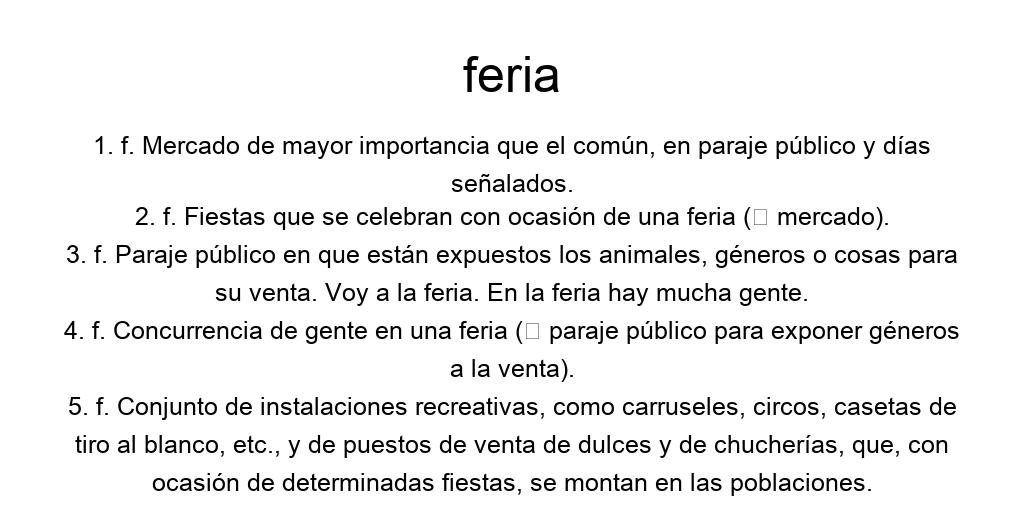 feria
1. f. Mercado de mayor importancia que el común, en paraje público y días
señalados.
2. f. Fiestas que se celebran con ocasión de una feria (□ mercado).
3. f. Paraje público en que están expuestos los animales, géneros o cosas para
su venta. Voy a la feria. En la feria hay mucha gente.
4. f. Concurrencia de gente en una feria (□ paraje público para exponer géneros
a la venta).
5. f. Conjunto de instalaciones recreativas, como carruseles, circos, casetas de
tiro al blanco, etc., y de puestos de venta de dulces y de chucherías, que, con
ocasión de determinadas fiestas, se montan en las poblaciones.